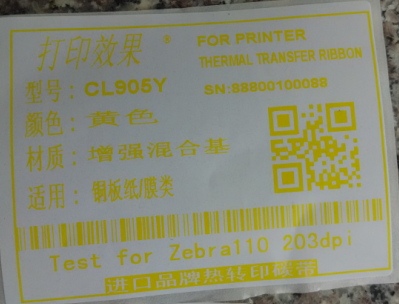 打印效果 FOR PRINTER
THERMAL TRANSFER RIBBON
型号：CL905Y SN:88800100088
颜色：黄色
材质：增强混合基
适用：铜板纸/膜类
Test for Zebra110 203dpi
进口品牌热转印碳带